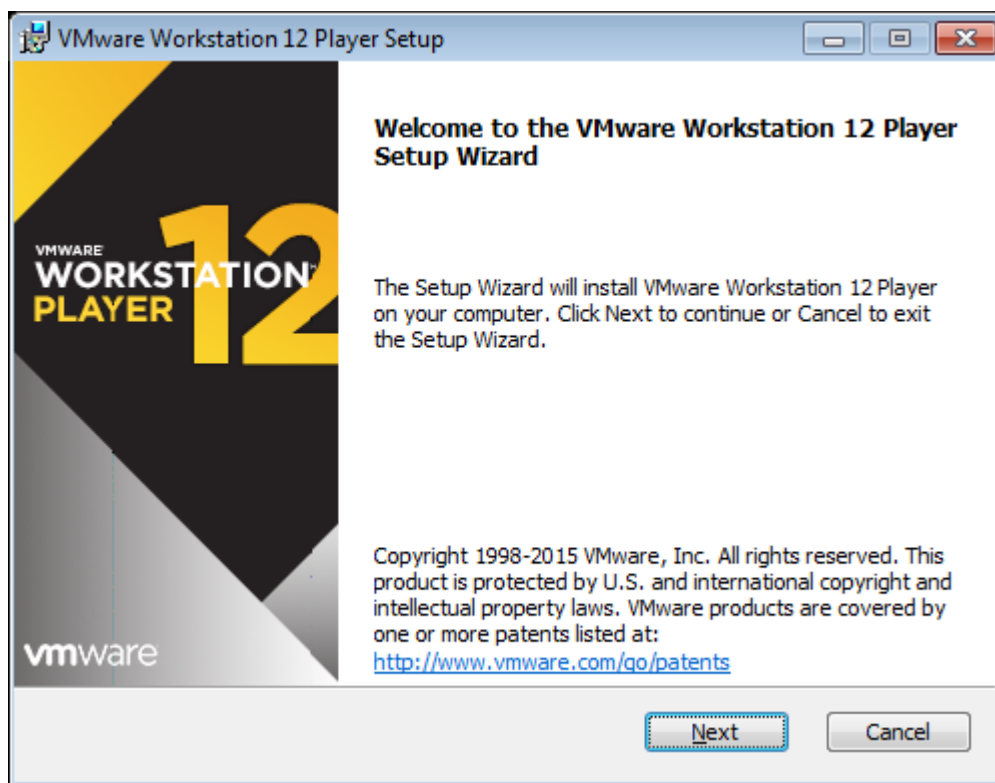 VMware Workstation 12 Player Setup
Welcome to the VMware Workstation 12 Player
Setup Wizard
VMWARE
WORKSTATION
PLAYER
12
The Setup Wizard will install VMware Workstation 12 Player
on your computer. Click Next to continue or Cancel to exit
the Setup Wizard.
Copyright 1998-2015 VMware, Inc. All rights reserved. This
product is protected by U.S. and international copyright and
intellectual property laws. VMware products are covered by
one or more patents listed at:
http://www.vmware.com/go/patents
vmware
Next
Cancel